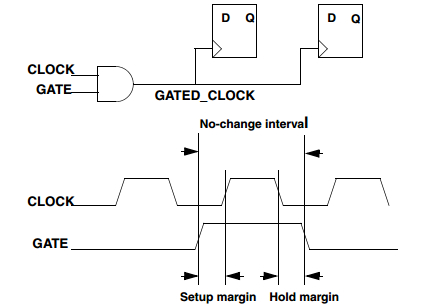 D Q D Q
CLOCK
GATE
GATED_CLOCK
No-change interval
CLOCK
GATE
Setup margin Hold margin